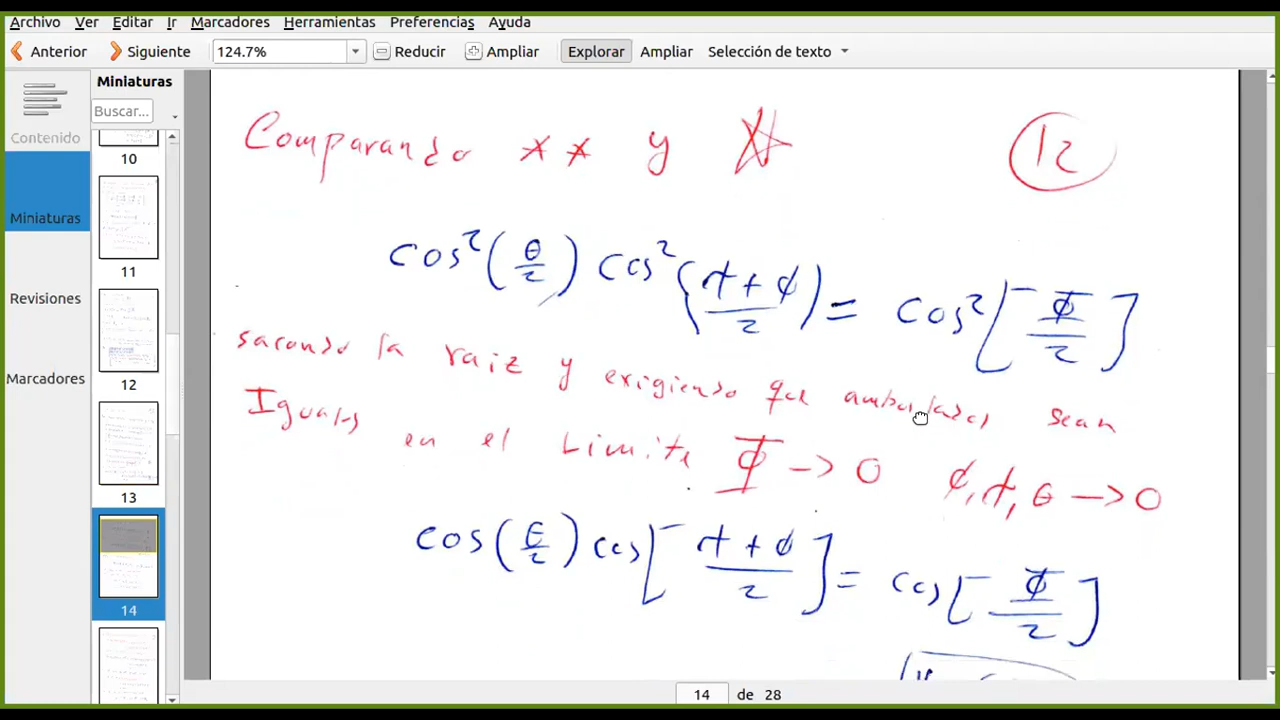 Archivo Ver Editar Ir Marcadores Herramientas Preferencias Ayuda
Anterior Siguiente 124.7% Reducir Ampliar Explorar Ampliar Selección de texto
Contenido
Miniaturas
Revisiones
Marcadores
Miniaturas
Buscar...
10
11
12
13
14
Comparando ** y ☆
12
cos²(θ/2) cos²((ψ+φ)/2) = cos²[Φ/2]
sacando la raiz y exigiendo que ambos lados sean
Iguales en el Limite Φ -> 0 φ, ψ, θ -> 0
cos(θ/2) cos[(ψ+φ)/2] = cos[Φ/2]
14 de 28